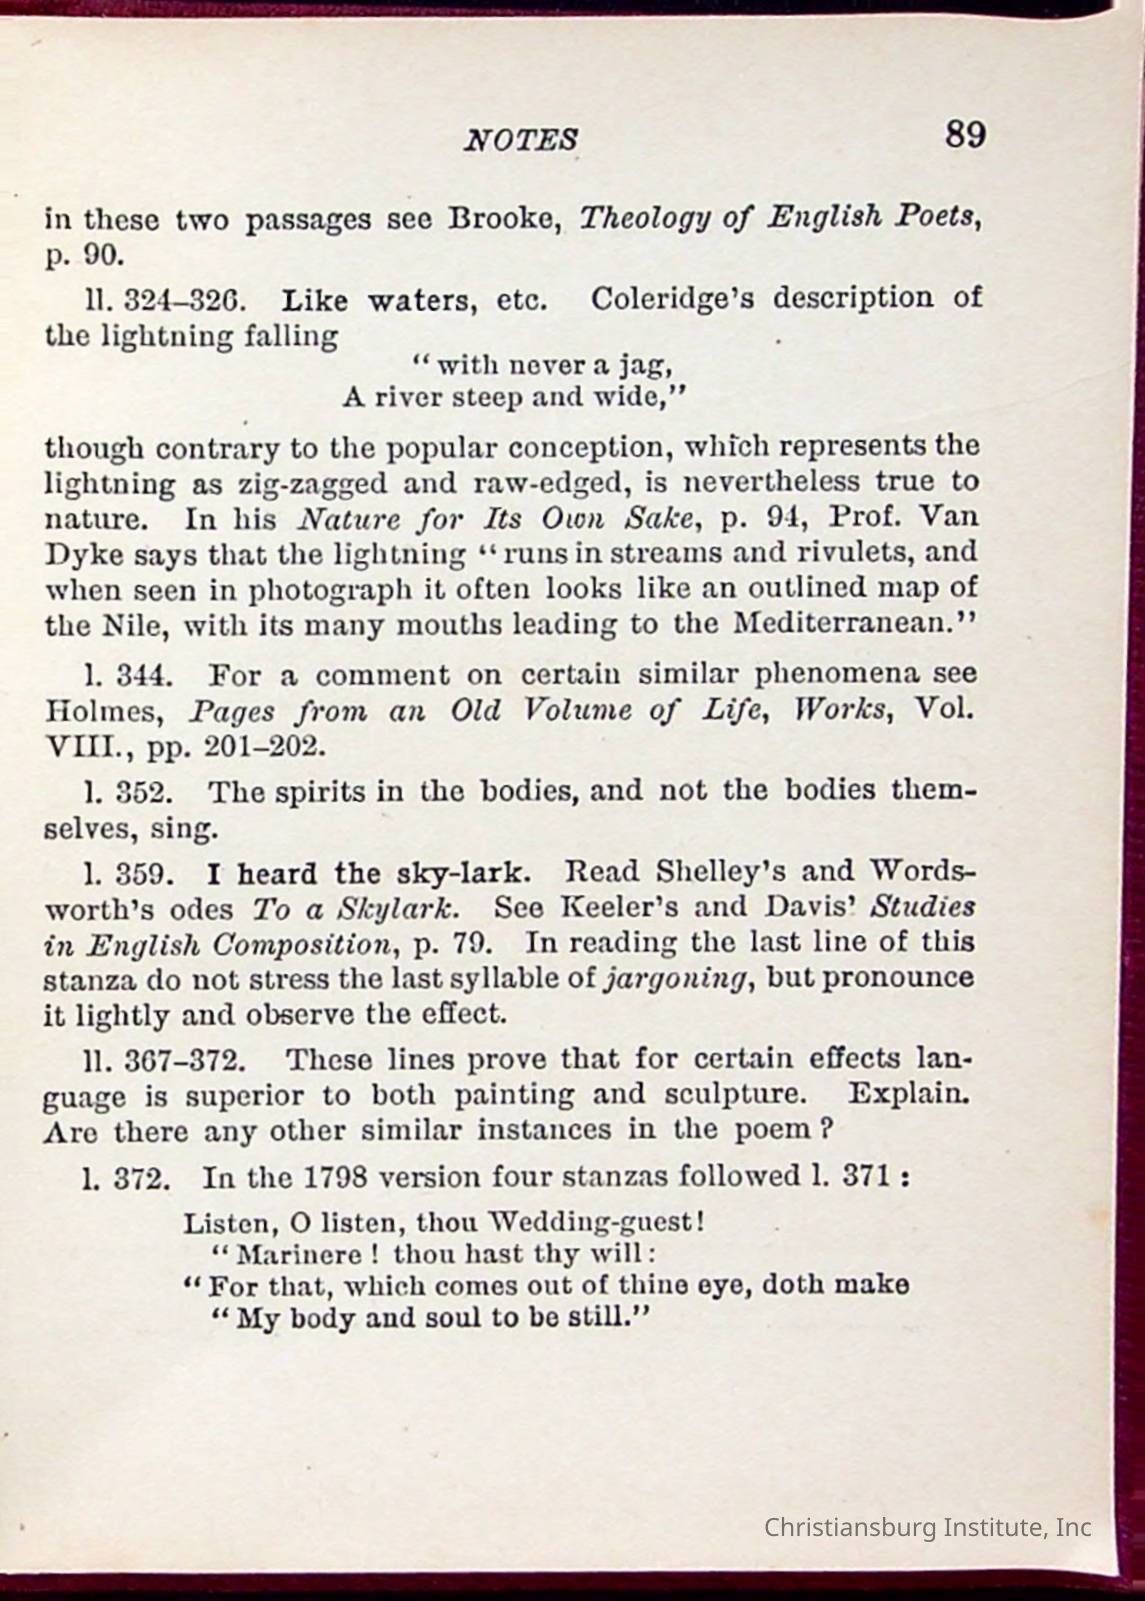 NOTES 89
in these two passages see Brooke, Theology of English Poets,
p. 90.
ll. 324–326. Like waters, etc. Coleridge's description of
the lightning falling
“ with never a jag,
A river steep and wide,”
though contrary to the popular conception, which represents the
lightning as zig-zagged and raw-edged, is nevertheless true to
nature. In his Nature for Its Own Sake, p. 94, Prof. Van
Dyke says that the lightning “ runs in streams and rivulets, and
when seen in photograph it often looks like an outlined map of
the Nile, with its many mouths leading to the Mediterranean.”
l. 344. For a comment on certain similar phenomena see
Holmes, Pages from an Old Volume of Life, Works, Vol.
VIII., pp. 201–202.
l. 352. The spirits in the bodies, and not the bodies them-
selves, sing.
l. 359. I heard the sky-lark. Read Shelley's and Words-
worth's odes To a Skylark. See Keeler's and Davis' Studies
in English Composition, p. 79. In reading the last line of this
stanza do not stress the last syllable of jargoning, but pronounce
it lightly and observe the effect.
ll. 367–372. These lines prove that for certain effects lan-
guage is superior to both painting and sculpture. Explain.
Are there any other similar instances in the poem ?
l. 372. In the 1798 version four stanzas followed l. 371 :
Listen, O listen, thou Wedding-guest!
“ Marinere ! thou hast thy will :
“ For that, which comes out of thine eye, doth make
“ My body and soul to be still.”
Christiansburg Institute, Inc